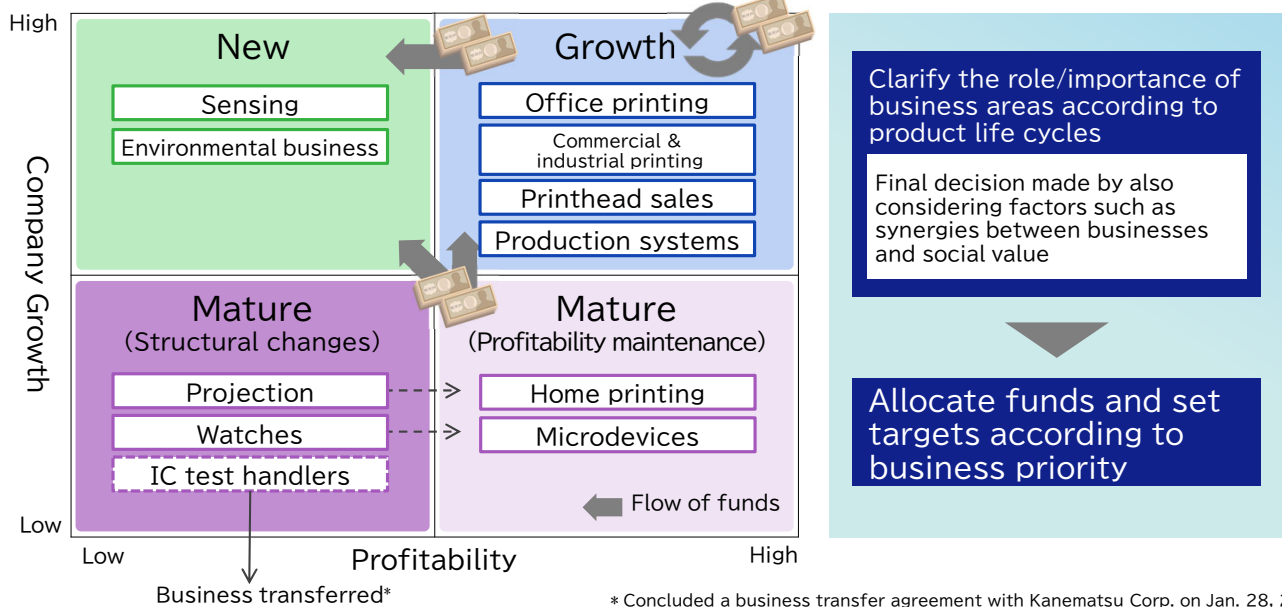 High
New
Growth
Sensing
Environmental business
Office printing
Commercial &
industrial printing
Printhead sales
Production systems
Company Growth
Mature
(Structural changes)
Mature
(Profitability maintenance)
Projection
Watches
IC test handlers
Home printing
Microdevices
Flow of funds
Low
Low
Profitability
High
Business transferred*
Clarify the role/importance of
business areas according to
product life cycles
Final decision made by also
considering factors such as
synergies between businesses
and social value
Allocate funds and set
targets according to
business priority
* Concluded a business transfer agreement with Kanematsu Corp. on Jan. 28,